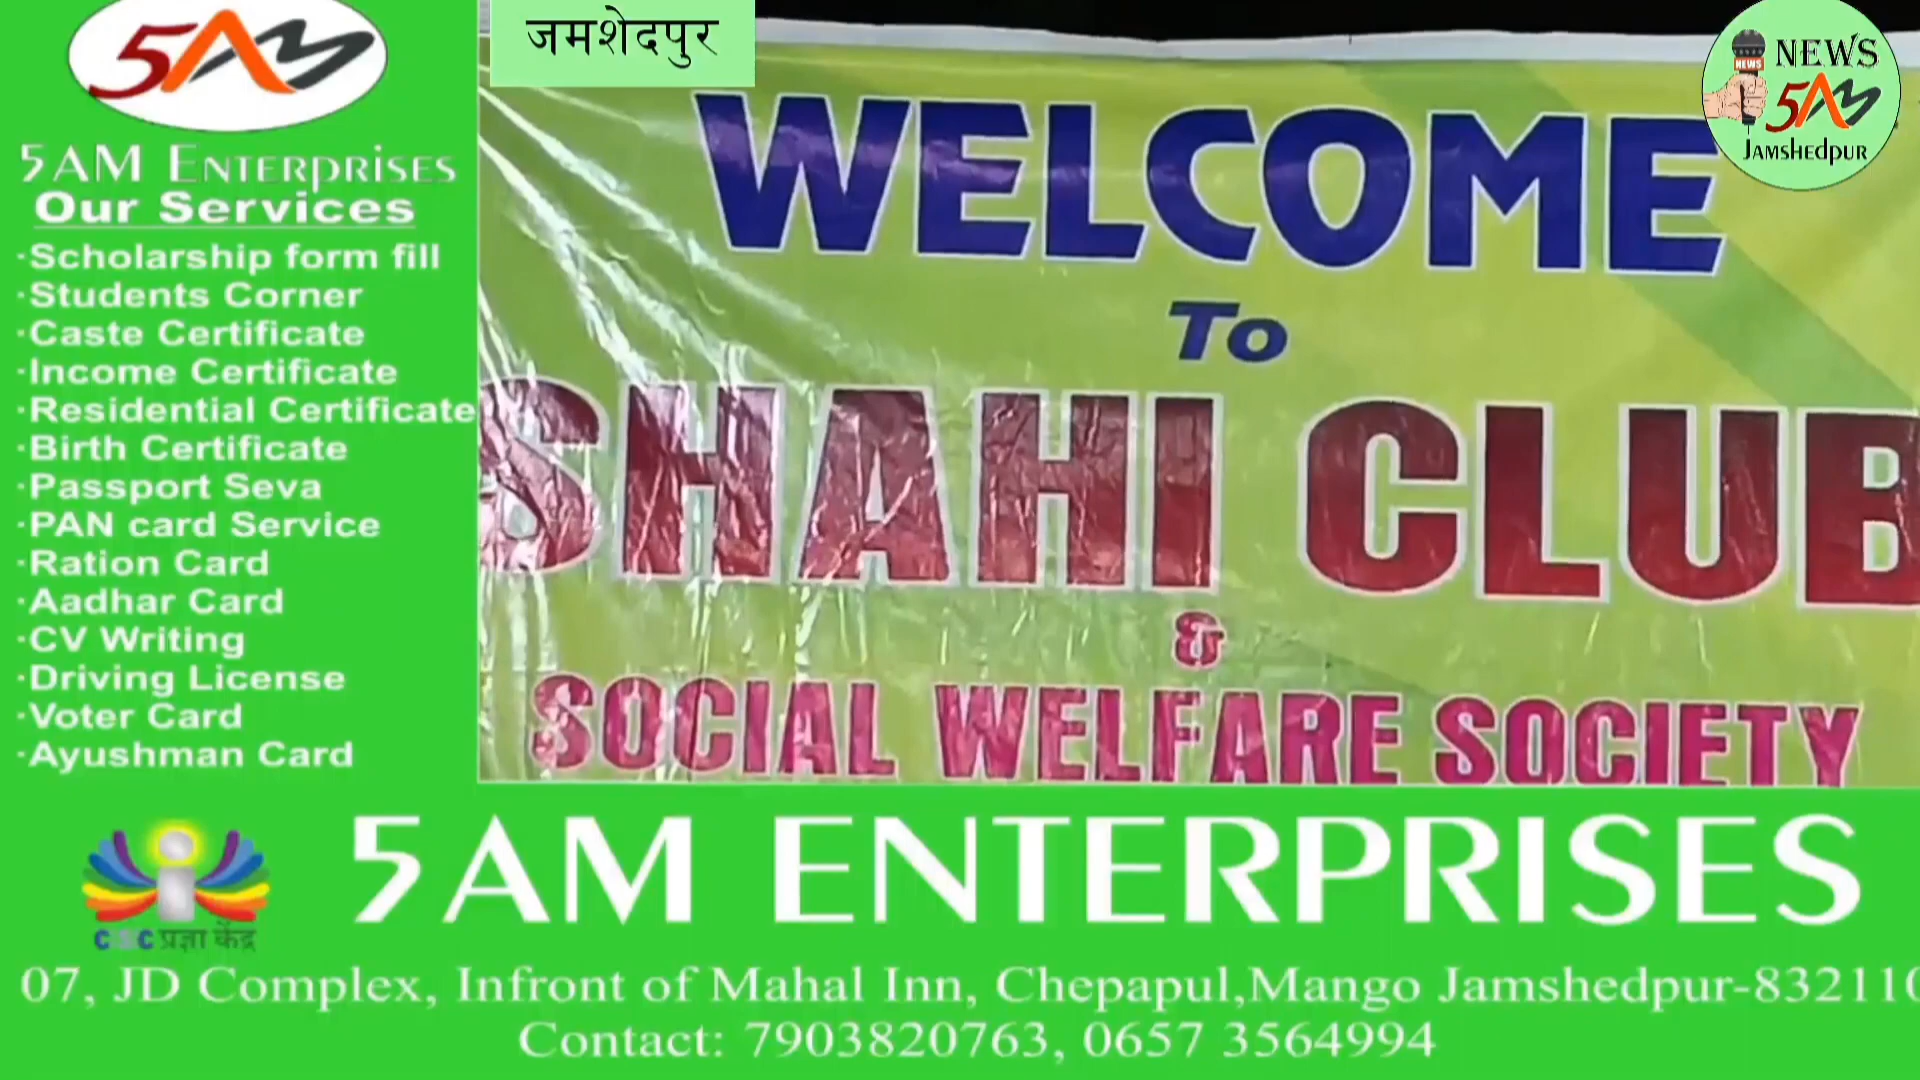 5AM
5AM Enterprises
Our Services
·Scholarship form fill
·Students Corner
·Caste Certificate
·Income Certificate
·Residential Certificate
·Birth Certificate
·Passport Seva
·PAN card Service
·Ration Card
·Aadhar Card
·CV Writing
·Driving License
·Voter Card
·Ayushman Card
जमशेदपुर
WELCOME
To
SHAHI CLUB
&
SOCIAL WELFARE SOCIETY
NEWS
NEWS
5AM
Jamshedpur
CSC प्रज्ञा केंद्र
5AM ENTERPRISES
07, JD Complex, Infront of Mahal Inn, Chepapul,Mango Jamshedpur-832110
Contact: 7903820763, 0657 3564994